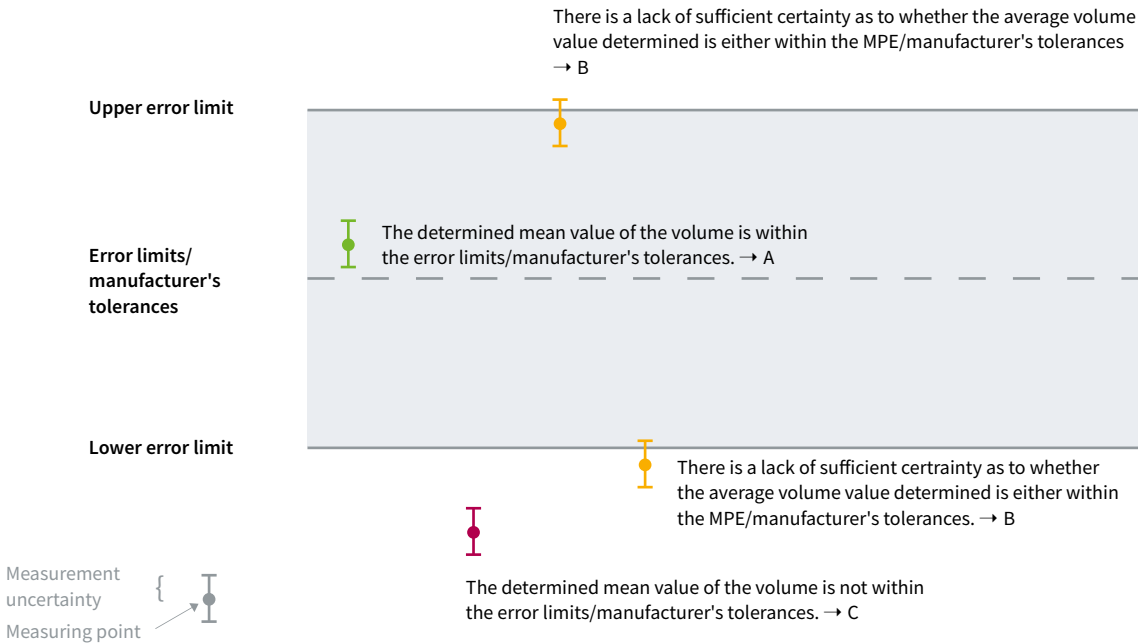 There is a lack of sufficient certainty as to whether the average volume
value determined is either within the MPE/manufacturer's tolerances
→ B
Upper error limit
The determined mean value of the volume is within
the error limits/manufacturer's tolerances. → A
Error limits/
manufacturer's
tolerances
Lower error limit
There is a lack of sufficient certrainty as to whether
the average volume value determined is either within
the MPE/manufacturer's tolerances. → B
The determined mean value of the volume is not within
the error limits/manufacturer's tolerances. → C
Measurement
uncertainty {
Measuring point